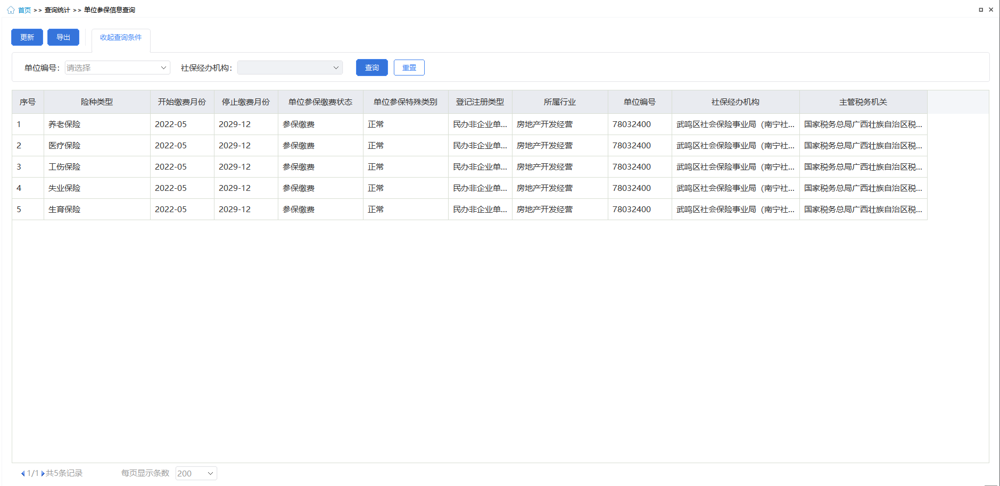 首页 >> 查询统计 >> 单位参保信息查询
更新 导出 收起查询条件
单位编号： 请选择 社保经办机构： 查询 重置
序号 险种类型 开始缴费月份 停止缴费月份 单位参保缴费状态 单位参保特殊类别 登记注册类型 所属行业 单位编号 社保经办机构 主管税务机关
1 养老保险 2022-05 2029-12 参保缴费 正常 民办非企业单... 房地产开发经营 78032400 武鸣区社会保险事业局（南宁社... 国家税务总局广西壮族自治区税...
2 医疗保险 2022-05 2029-12 参保缴费 正常 民办非企业单... 房地产开发经营 78032400 武鸣区社会保险事业局（南宁社... 国家税务总局广西壮族自治区税...
3 工伤保险 2022-05 2029-12 参保缴费 正常 民办非企业单... 房地产开发经营 78032400 武鸣区社会保险事业局（南宁社... 国家税务总局广西壮族自治区税...
4 失业保险 2022-05 2029-12 参保缴费 正常 民办非企业单... 房地产开发经营 78032400 武鸣区社会保险事业局（南宁社... 国家税务总局广西壮族自治区税...
5 生育保险 2022-05 2029-12 参保缴费 正常 民办非企业单... 房地产开发经营 78032400 武鸣区社会保险事业局（南宁社... 国家税务总局广西壮族自治区税...
1/1 共5条记录 每页显示条数 200